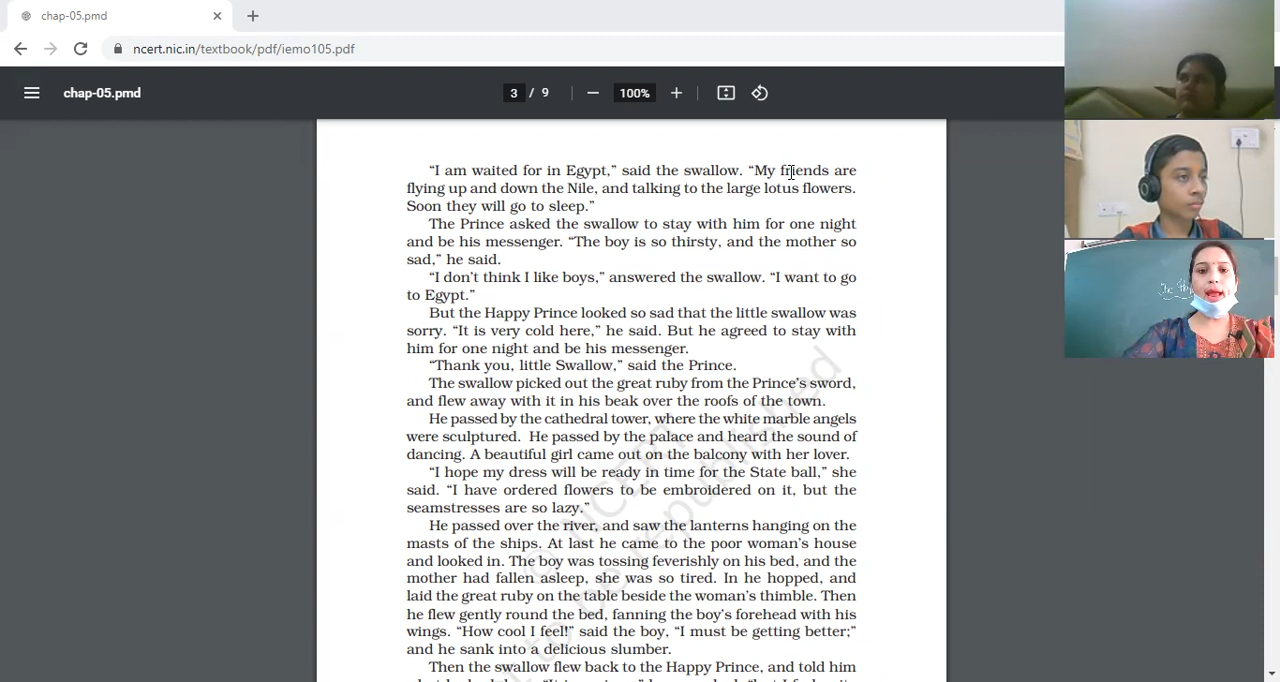 chap-05.pmd
ncert.nic.in/textbook/pdf/iemo105.pdf
chap-05.pmd
3 / 9
100%
“I am waited for in Egypt,” said the swallow. “My friends are
flying up and down the Nile, and talking to the large lotus flowers.
Soon they will go to sleep.”
The Prince asked the swallow to stay with him for one night
and be his messenger. “The boy is so thirsty, and the mother so
sad,” he said.
“I don’t think I like boys,” answered the swallow. “I want to go
to Egypt.”
But the Happy Prince looked so sad that the little swallow was
sorry. “It is very cold here,” he said. But he agreed to stay with
him for one night and be his messenger.
“Thank you, little Swallow,” said the Prince.
The swallow picked out the great ruby from the Prince’s sword,
and flew away with it in his beak over the roofs of the town.
He passed by the cathedral tower, where the white marble angels
were sculptured. He passed by the palace and heard the sound of
dancing. A beautiful girl came out on the balcony with her lover.
“I hope my dress will be ready in time for the State ball,” she
said. “I have ordered flowers to be embroidered on it, but the
seamstresses are so lazy.”
He passed over the river, and saw the lanterns hanging on the
masts of the ships. At last he came to the poor woman’s house
and looked in. The boy was tossing feverishly on his bed, and the
mother had fallen asleep, she was so tired. In he hopped, and
laid the great ruby on the table beside the woman’s thimble. Then
he flew gently round the bed, fanning the boy’s forehead with his
wings. “How cool I feel!” said the boy, “I must be getting better;”
and he sank into a delicious slumber.
Then the swallow flew back to the Happy Prince, and told him
© NCERT
to be republished
The